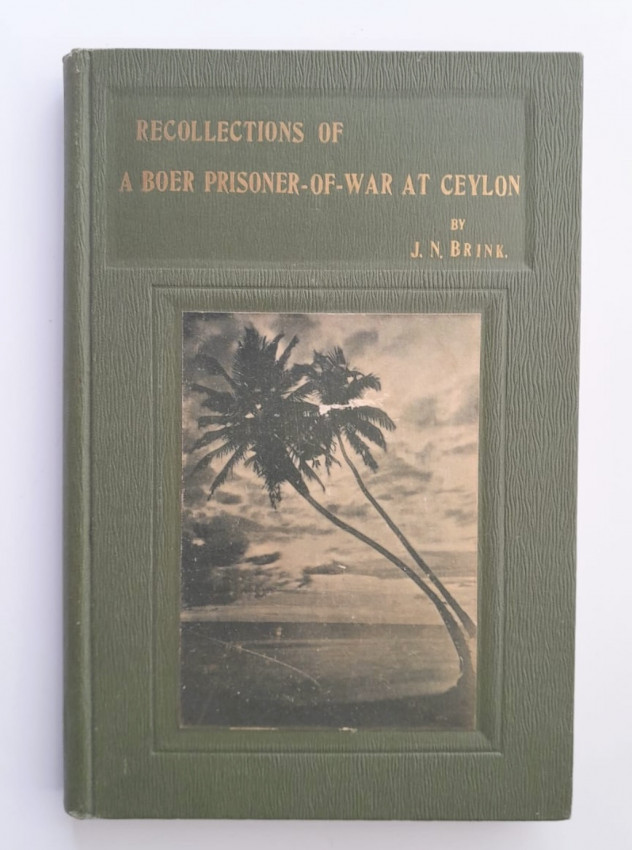 RECOLLECTIONS OF
A BOER PRISONER-OF-WAR AT CEYLON
BY
J. N. BRINK.